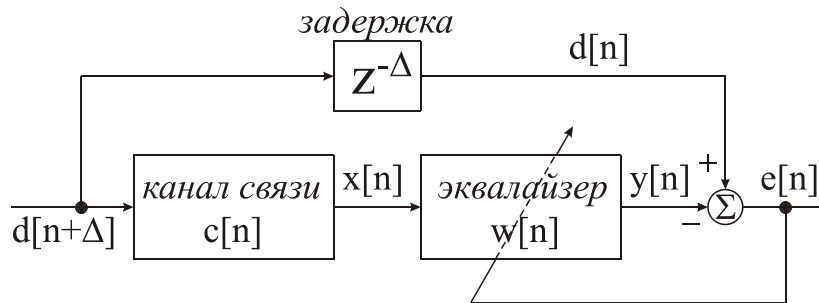 задержка
z-Δ
d[n]
канал связи
c[n]
x[n]
эквалайзер
w[n]
y[n]
+
−
Σ
e[n]
d[n+Δ]